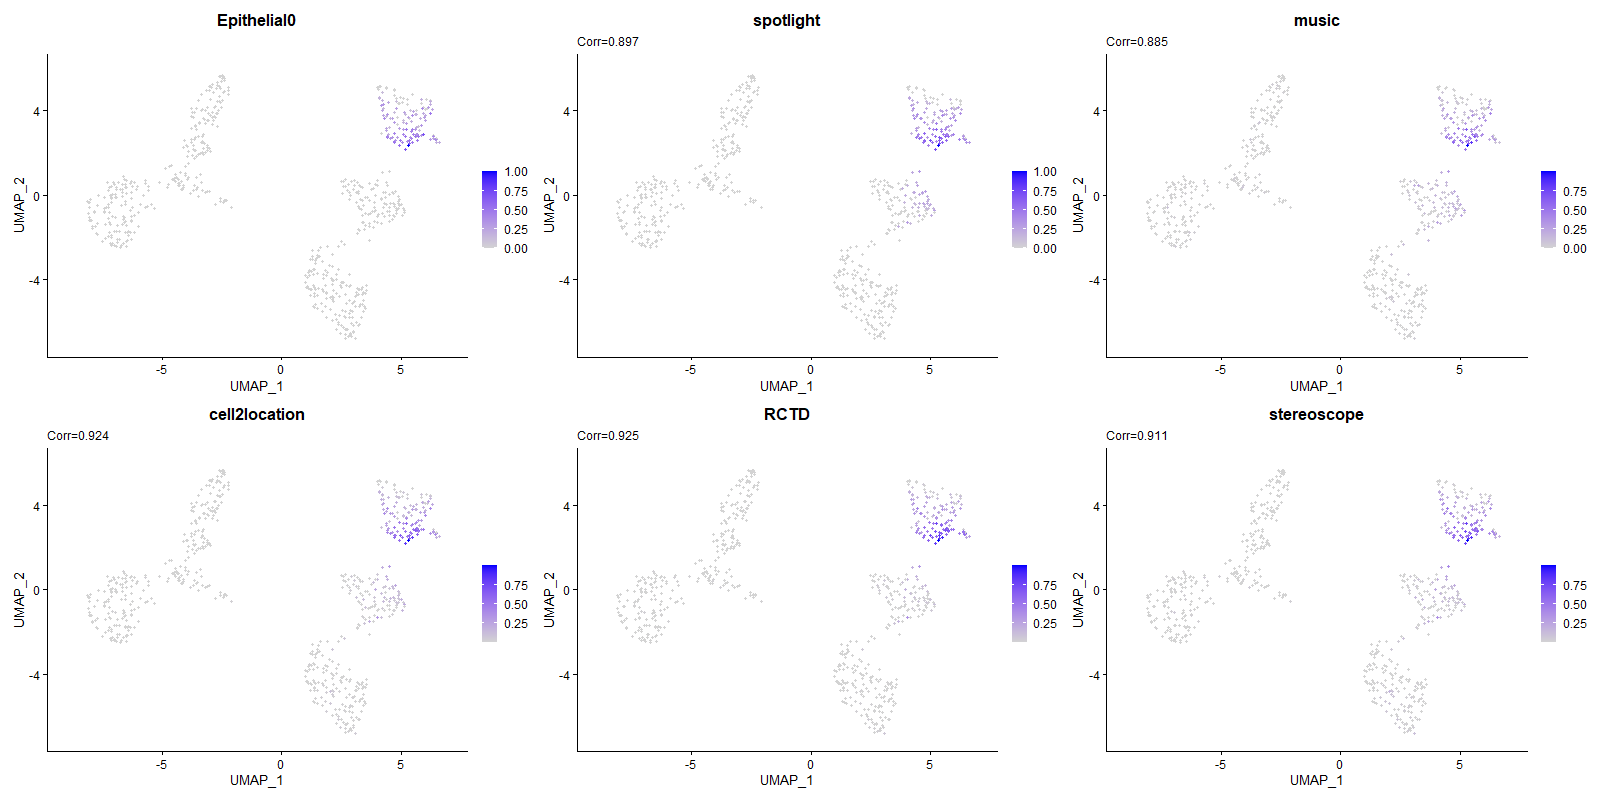 Epithelial0
4
0
-4
-5
0
5
UMAP_1
UMAP_2
1.00
0.75
0.50
0.25
0.00
spotlight
Corr=0.897
4
0
-4
-5
0
5
UMAP_1
UMAP_2
1.00
0.75
0.50
0.25
0.00
music
Corr=0.885
4
0
-4
-5
0
5
UMAP_1
UMAP_2
0.75
0.50
0.25
0.00
cell2location
Corr=0.924
4
0
-4
-5
0
5
UMAP_1
UMAP_2
0.75
0.50
0.25
RCTD
Corr=0.925
4
0
-4
-5
0
5
UMAP_1
UMAP_2
0.75
0.50
0.25
stereoscope
Corr=0.911
4
0
-4
-5
0
5
UMAP_1
UMAP_2
0.75
0.50
0.25